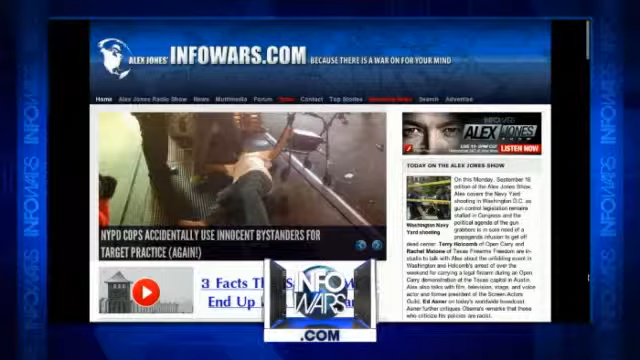 ALEX JONES' INFOWARS.COM BECAUSE THERE IS A WAR ON FOR YOUR MIND
Home Alex Jones Radio Show News Multimedia Forum Contact Top Stories Search Advertise
INFOWARS
ALEX JONES
LISTEN NOW
TODAY ON THE ALEX JONES SHOW
On this Monday, September 16
edition of the Alex Jones Show,
Alex covers the Navy Yard
shooting in Washington D.C. as
gun control legislation remains
stalled in Congress and the
political agenda of the gun
grabbers is in sole need of a
propaganda infusion to get off
Washington Navy
Yard shooting
dead center. Terry Holcomb of Open Carry and
Rachel Malone of Texas Firearms Freedom are in-
studio to talk with Alex about the unfolding event in
Washington and Holcomb's arrest of over the
weekend for carrying a legal firearm during an Open
Carry demonstration at the Texas capitol in Austin.
Alex also talks with film, television, stage, and voice
actor and former president of the Screen Actors
Guild, Ed Asner on today's worldwide broadcast.
Asner further critiques Obama's remarks that those
who criticize his policies are racist.
NYPD COPS ACCIDENTALLY USE INNOCENT BYSTANDERS FOR
TARGET PRACTICE (AGAIN!)
3 Facts
End Up
INFO
WARS
.COM
INFOWARS
INFOWARS